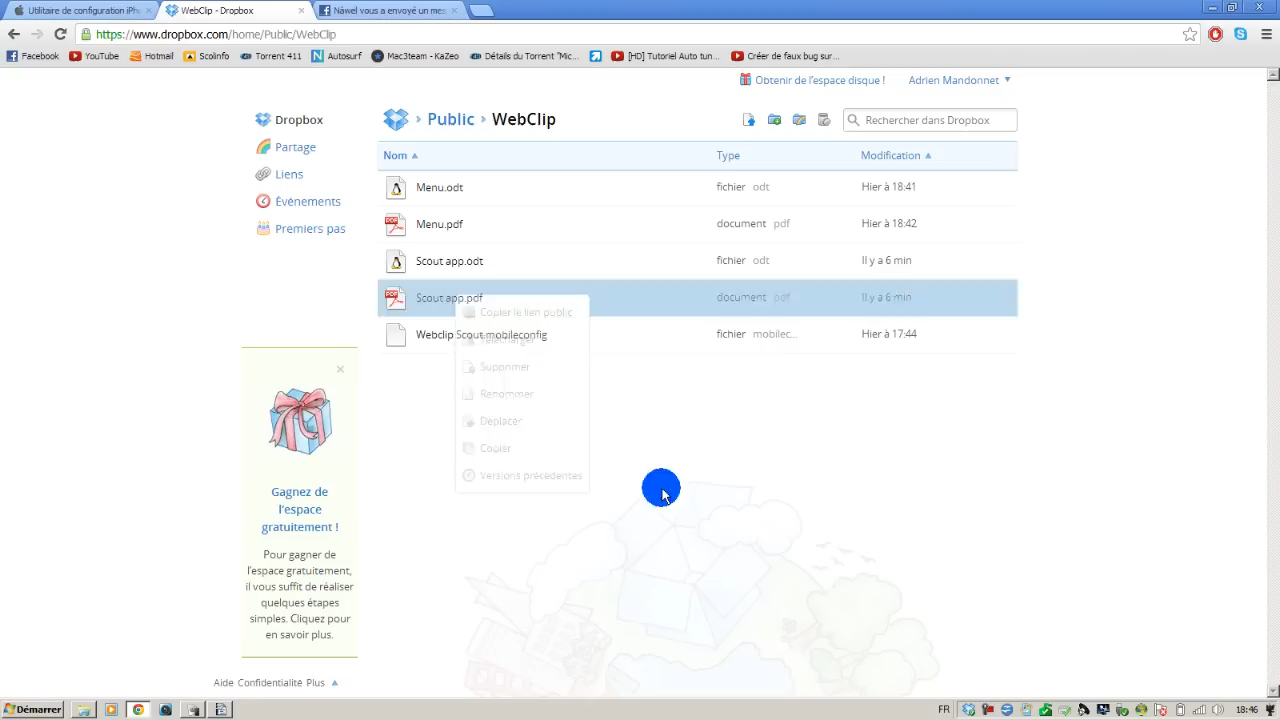 Utilitaire de configuration iPh
WebClip - Dropbox
Nawel vous a envoyé un mes
https://www.dropbox.com/home/Public/WebClip
Facebook
YouTube
Hotmail
Scolinfo
Torrent 411
Autosurf
Mac3team - KaZeo
Détails du Torrent "Mic...
[HD] Tutoriel Auto tun...
Créer de faux bug sur ...
Obtenir de l'espace disque !
Adrien Mandonnet
Dropbox
Partage
Liens
Événements
Premiers pas
Public
WebClip
Rechercher dans Dropbox
Nom
Type
Modification
Menu.odt
fichier odt
Hier à 18:41
Menu.pdf
document pdf
Hier à 18:42
Scout app.odt
fichier odt
Il y a 6 min
Scout app.pdf
document pdf
Il y a 6 min
Webclip Scout.mobileconfig
fichier mobilec...
Hier à 17:44
Copier le lien public
Télécharger
Supprimer
Renommer
Déplacer
Copier
Versions précédentes
Gagnez de
l'espace
gratuitement !
Pour gagner de
l'espace gratuitement,
il vous suffit de réaliser
quelques étapes
simples. Cliquez pour
en savoir plus.
Aide Confidentialité Plus
Démarrer
FR
18:46